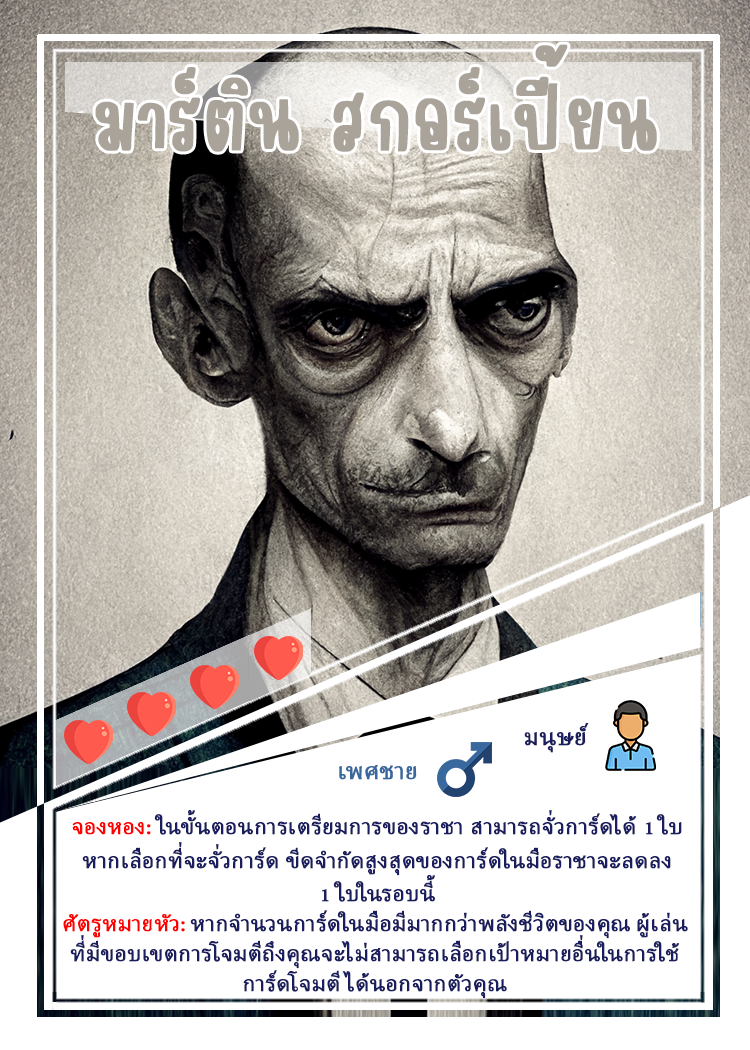 มาร์ติน สกอร์เปี้ยน
มนุษย์
เพศชาย
จองหอง: ในขั้นตอนการเตรียมการของราชา สามารถจั่วการ์ดได้ 1 ใบ
หากเลือกที่จะจั่วการ์ด ขีดจำกัดสูงสุดของการ์ดในมือราชาจะลดลง
1 ใบในรอบนี้
ศัตรูหมายหัว: หากจำนวนการ์ดในมือมีมากกว่าพลังชีวิตของคุณ ผู้เล่น
ที่มีขอบเขตการโจมตีถึงคุณจะไม่สามารถเลือกเป้าหมายอื่นในการใช้
การ์ดโจมตี ได้นอกจากตัวคุณ